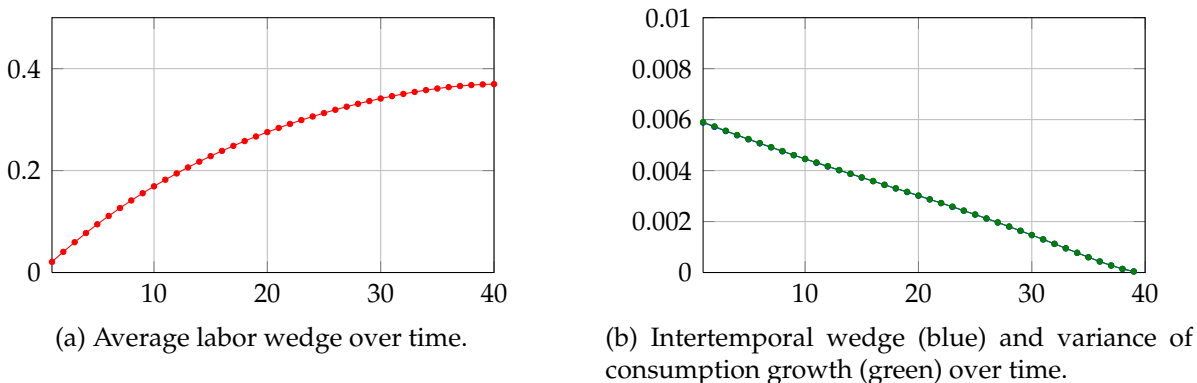 0.4
0.2
0
10 20 30 40
(a) Average labor wedge over time.
0.01
0.008
0.006
0.004
0.002
0
10 20 30 40
(b) Intertemporal wedge (blue) and variance of
consumption growth (green) over time.